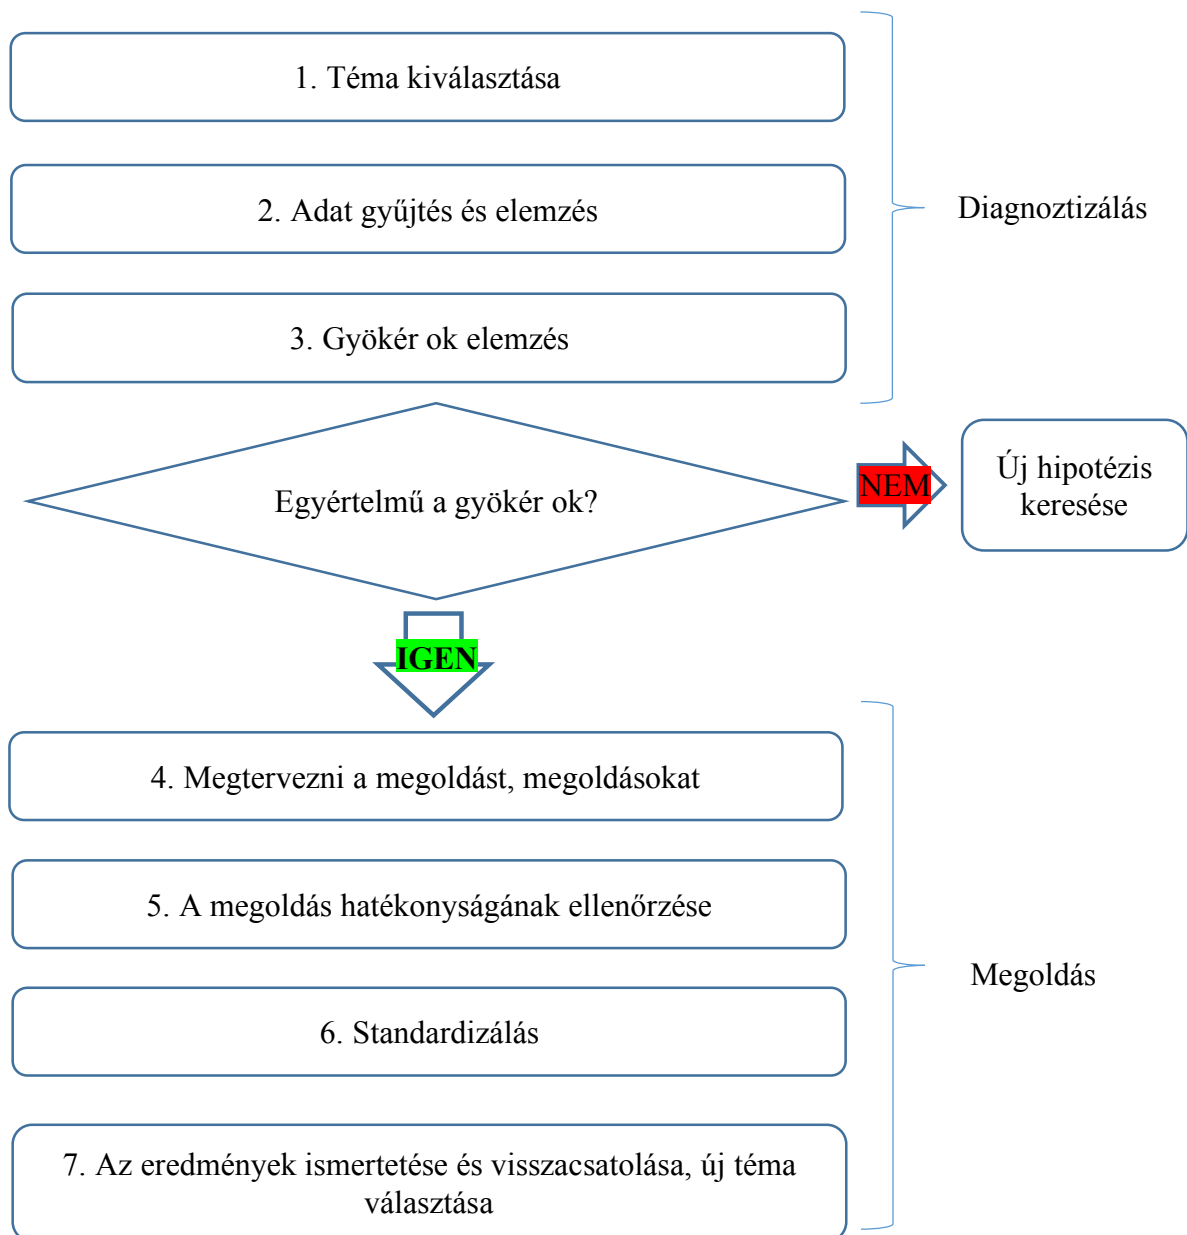 1. Téma kiválasztása
2. Adat gyűjtés és elemzés
Diagnoztizálás
3. Gyökér ok elemzés
Egyértelmű a gyökér ok?
NEM
Új hipotézis
keresése
IGEN
4. Megtervezni a megoldást, megoldásokat
5. A megoldás hatékonyságának ellenőrzése
Megoldás
6. Standardizálás
7. Az eredmények ismertetése és visszacsatolása, új téma
választása